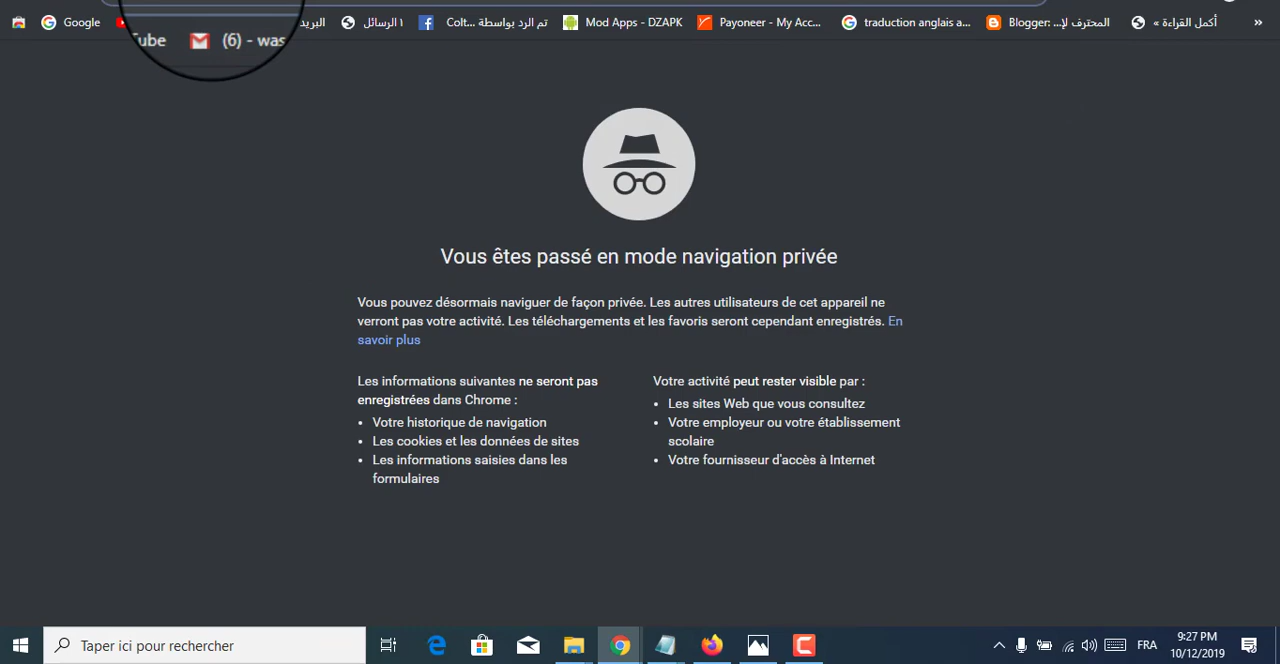 Google
ube
(6) - was
البريد
١ الرسائل
تم الرد بواسطة Colt...
Mod Apps - DZAPK
Payoneer - My Acc...
traduction anglais a...
Blogger: المحترف لإ...
أكمل القراءة »
»
Vous êtes passé en mode navigation privée
Vous pouvez désormais naviguer de façon privée. Les autres utilisateurs de cet appareil ne
verront pas votre activité. Les téléchargements et les favoris seront cependant enregistrés. En
savoir plus
Les informations suivantes ne seront pas
enregistrées dans Chrome :
• Votre historique de navigation
• Les cookies et les données de sites
• Les informations saisies dans les
formulaires
Votre activité peut rester visible par :
• Les sites Web que vous consultez
• Votre employeur ou votre établissement
scolaire
• Votre fournisseur d'accès à Internet
Taper ici pour rechercher
FRA
9:27 PM
10/12/2019